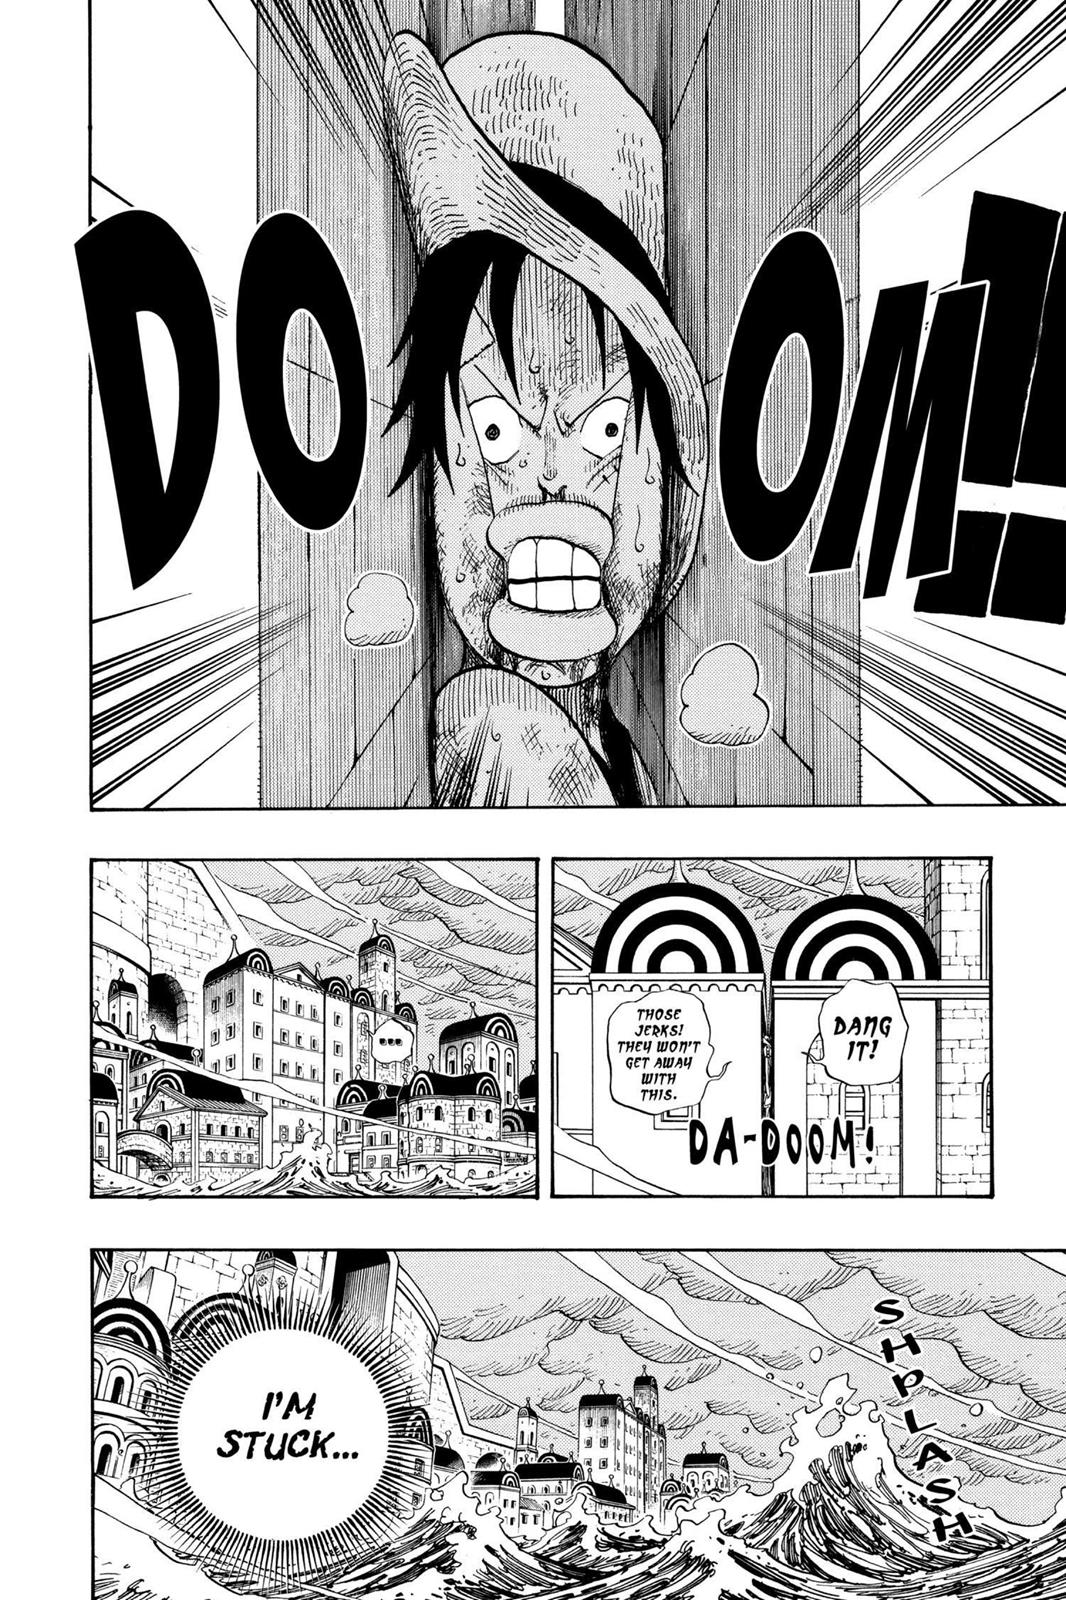 DOOM!!
DANG
IT!
THOSE
JERKS!
THEY WON'T
GET AWAY
WITH
THIS.
DA-DOOM!
...
SHPLASH
I'M
STUCK...